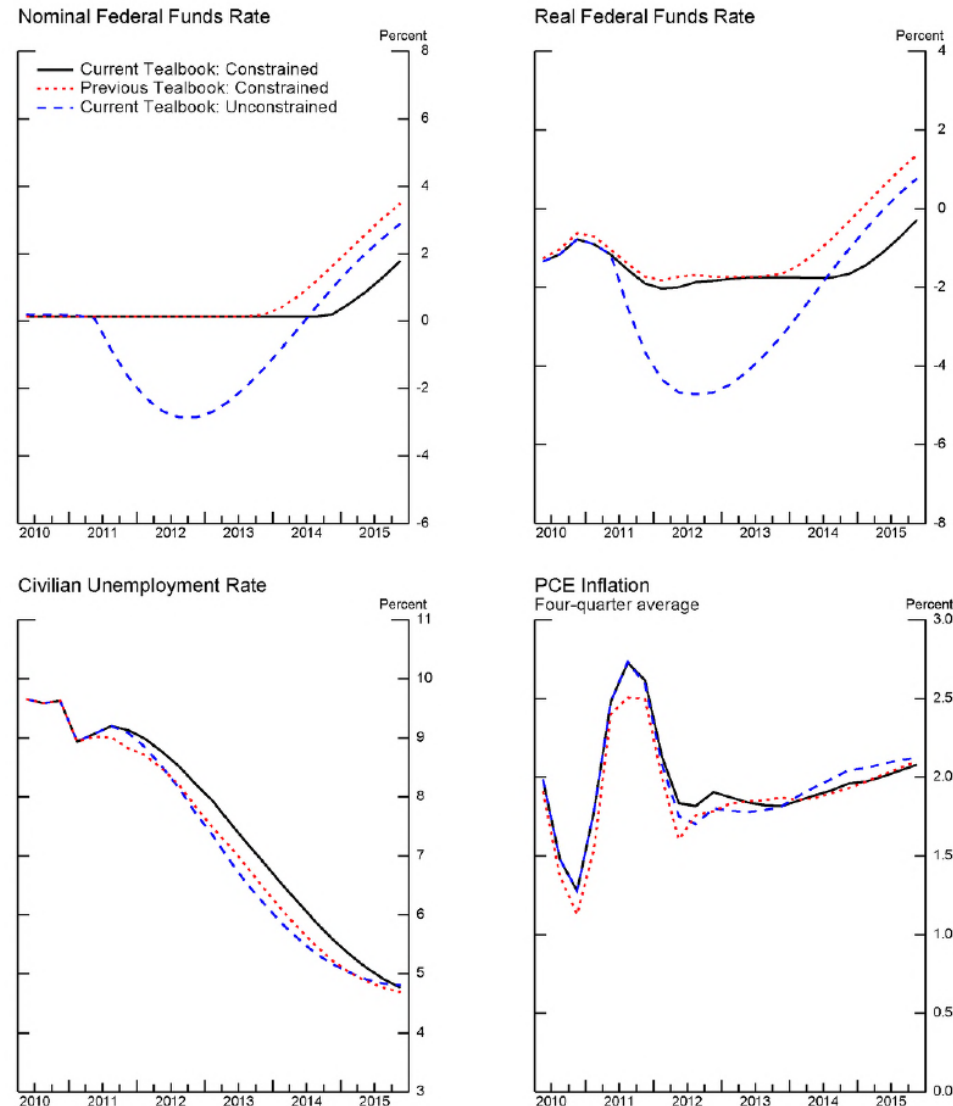 Nominal Federal Funds Rate
Percent
8
Current Tealbook: Constrained
Previous Tealbook: Constrained
Current Tealbook: Unconstrained
6
4
2
0
-2
-4
-6
2010 2011 2012 2013 2014 2015
Real Federal Funds Rate
Percent
4
2
0
-2
-4
-6
-8
2010 2011 2012 2013 2014 2015
Civilian Unemployment Rate
Percent
11
10
9
8
7
6
5
4
3
2010 2011 2012 2013 2014 2015
PCE Inflation
Four-quarter average
Percent
3.0
2.5
2.0
1.5
1.0
0.5
0.0
2010 2011 2012 2013 2014 2015